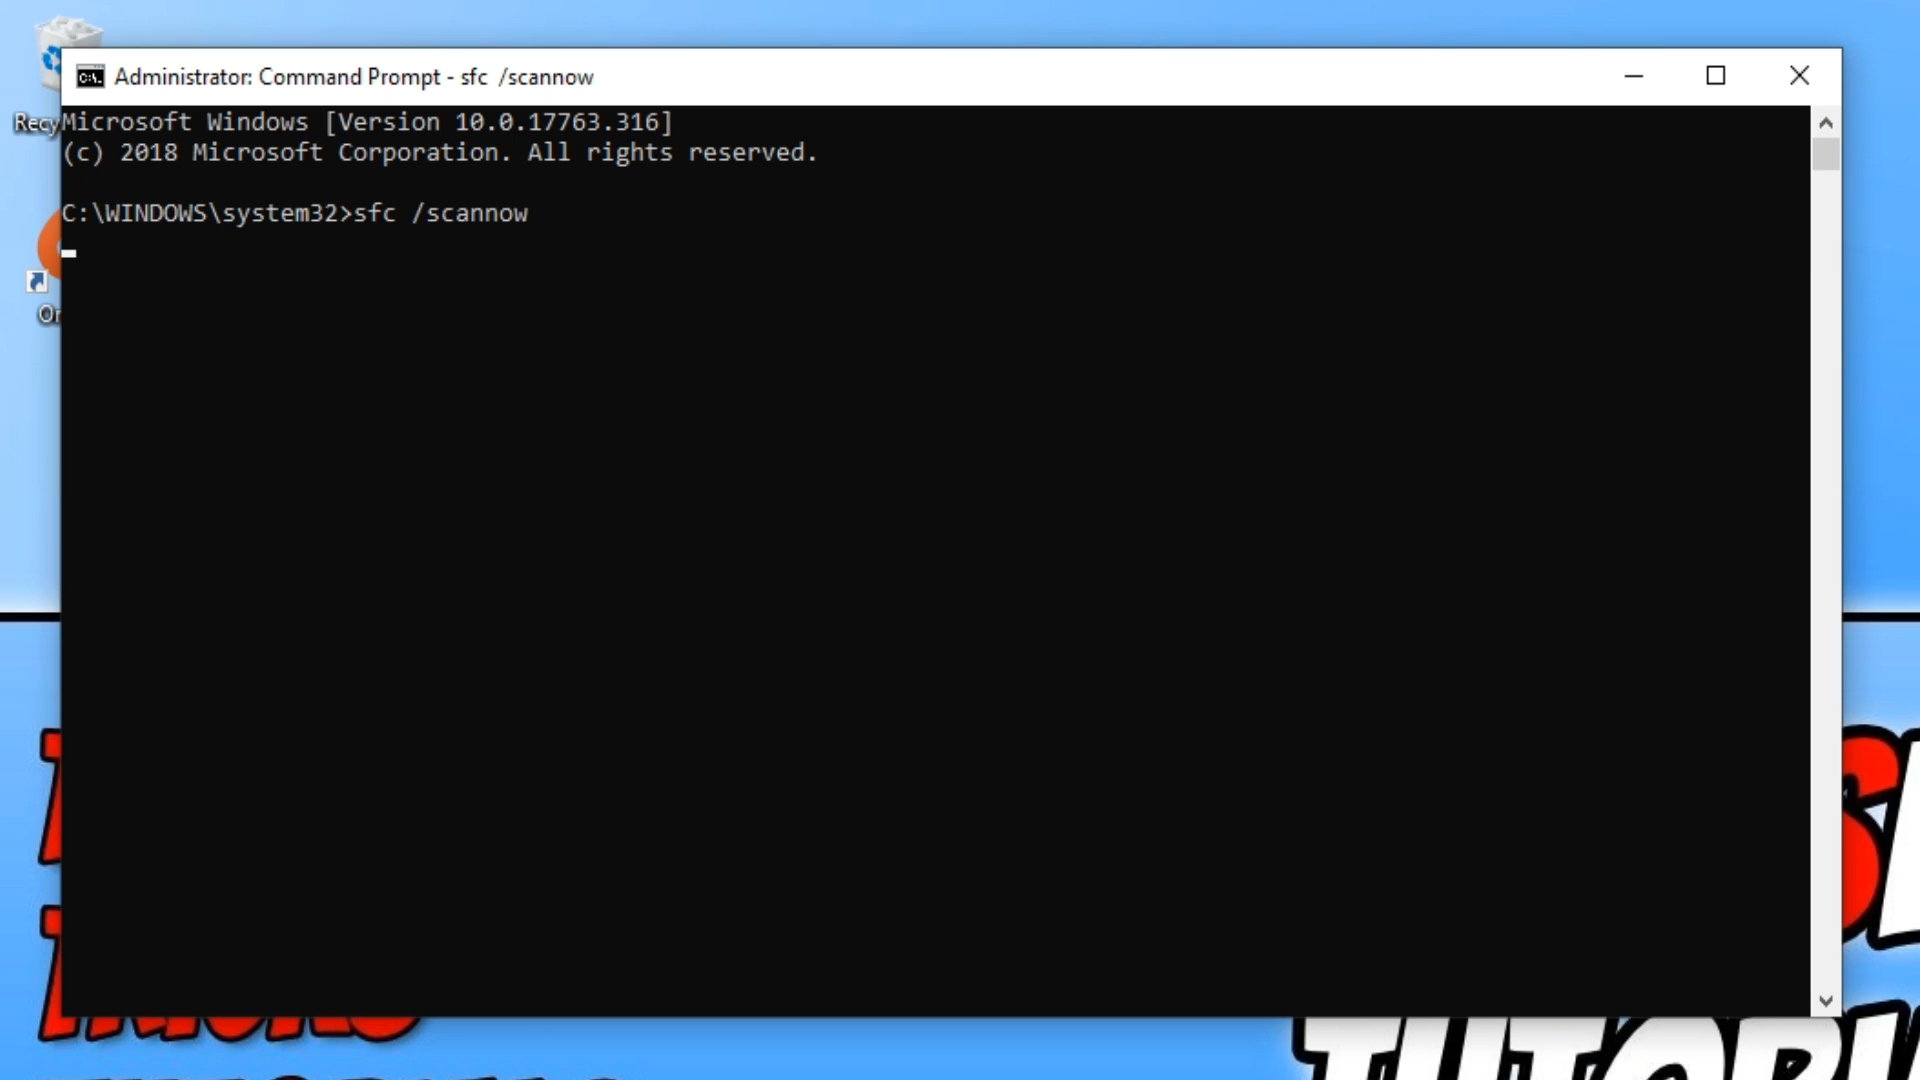 Administrator: Command Prompt - sfc /scannow
Microsoft Windows [Version 10.0.17763.316]
(c) 2018 Microsoft Corporation. All rights reserved.
C:\WINDOWS\system32>sfc /scannow